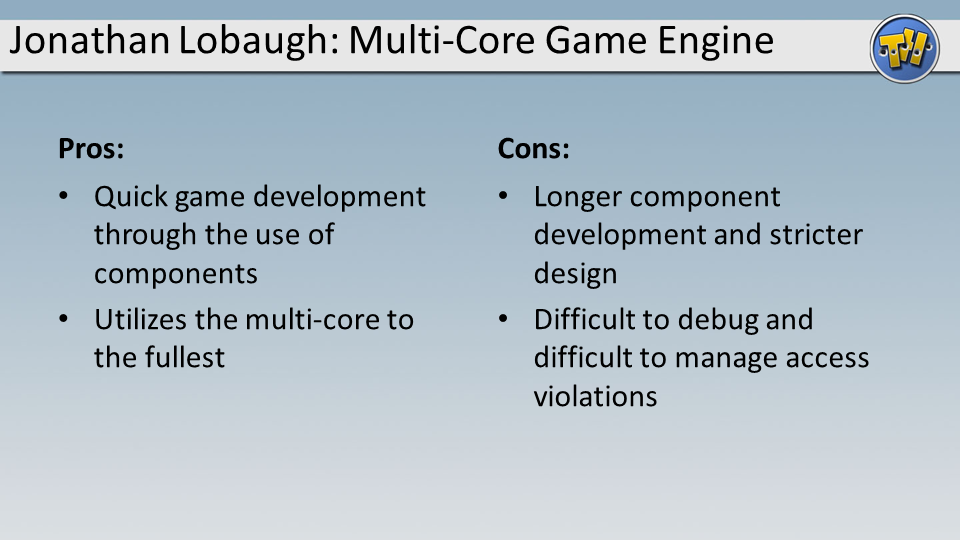 Jonathan Lobaugh: Multi-Core Game Engine
Pros:
• Quick game development
through the use of
components
• Utilizes the multi-core to
the fullest
Cons:
• Longer component
development and stricter
design
• Difficult to debug and
difficult to manage access
violations